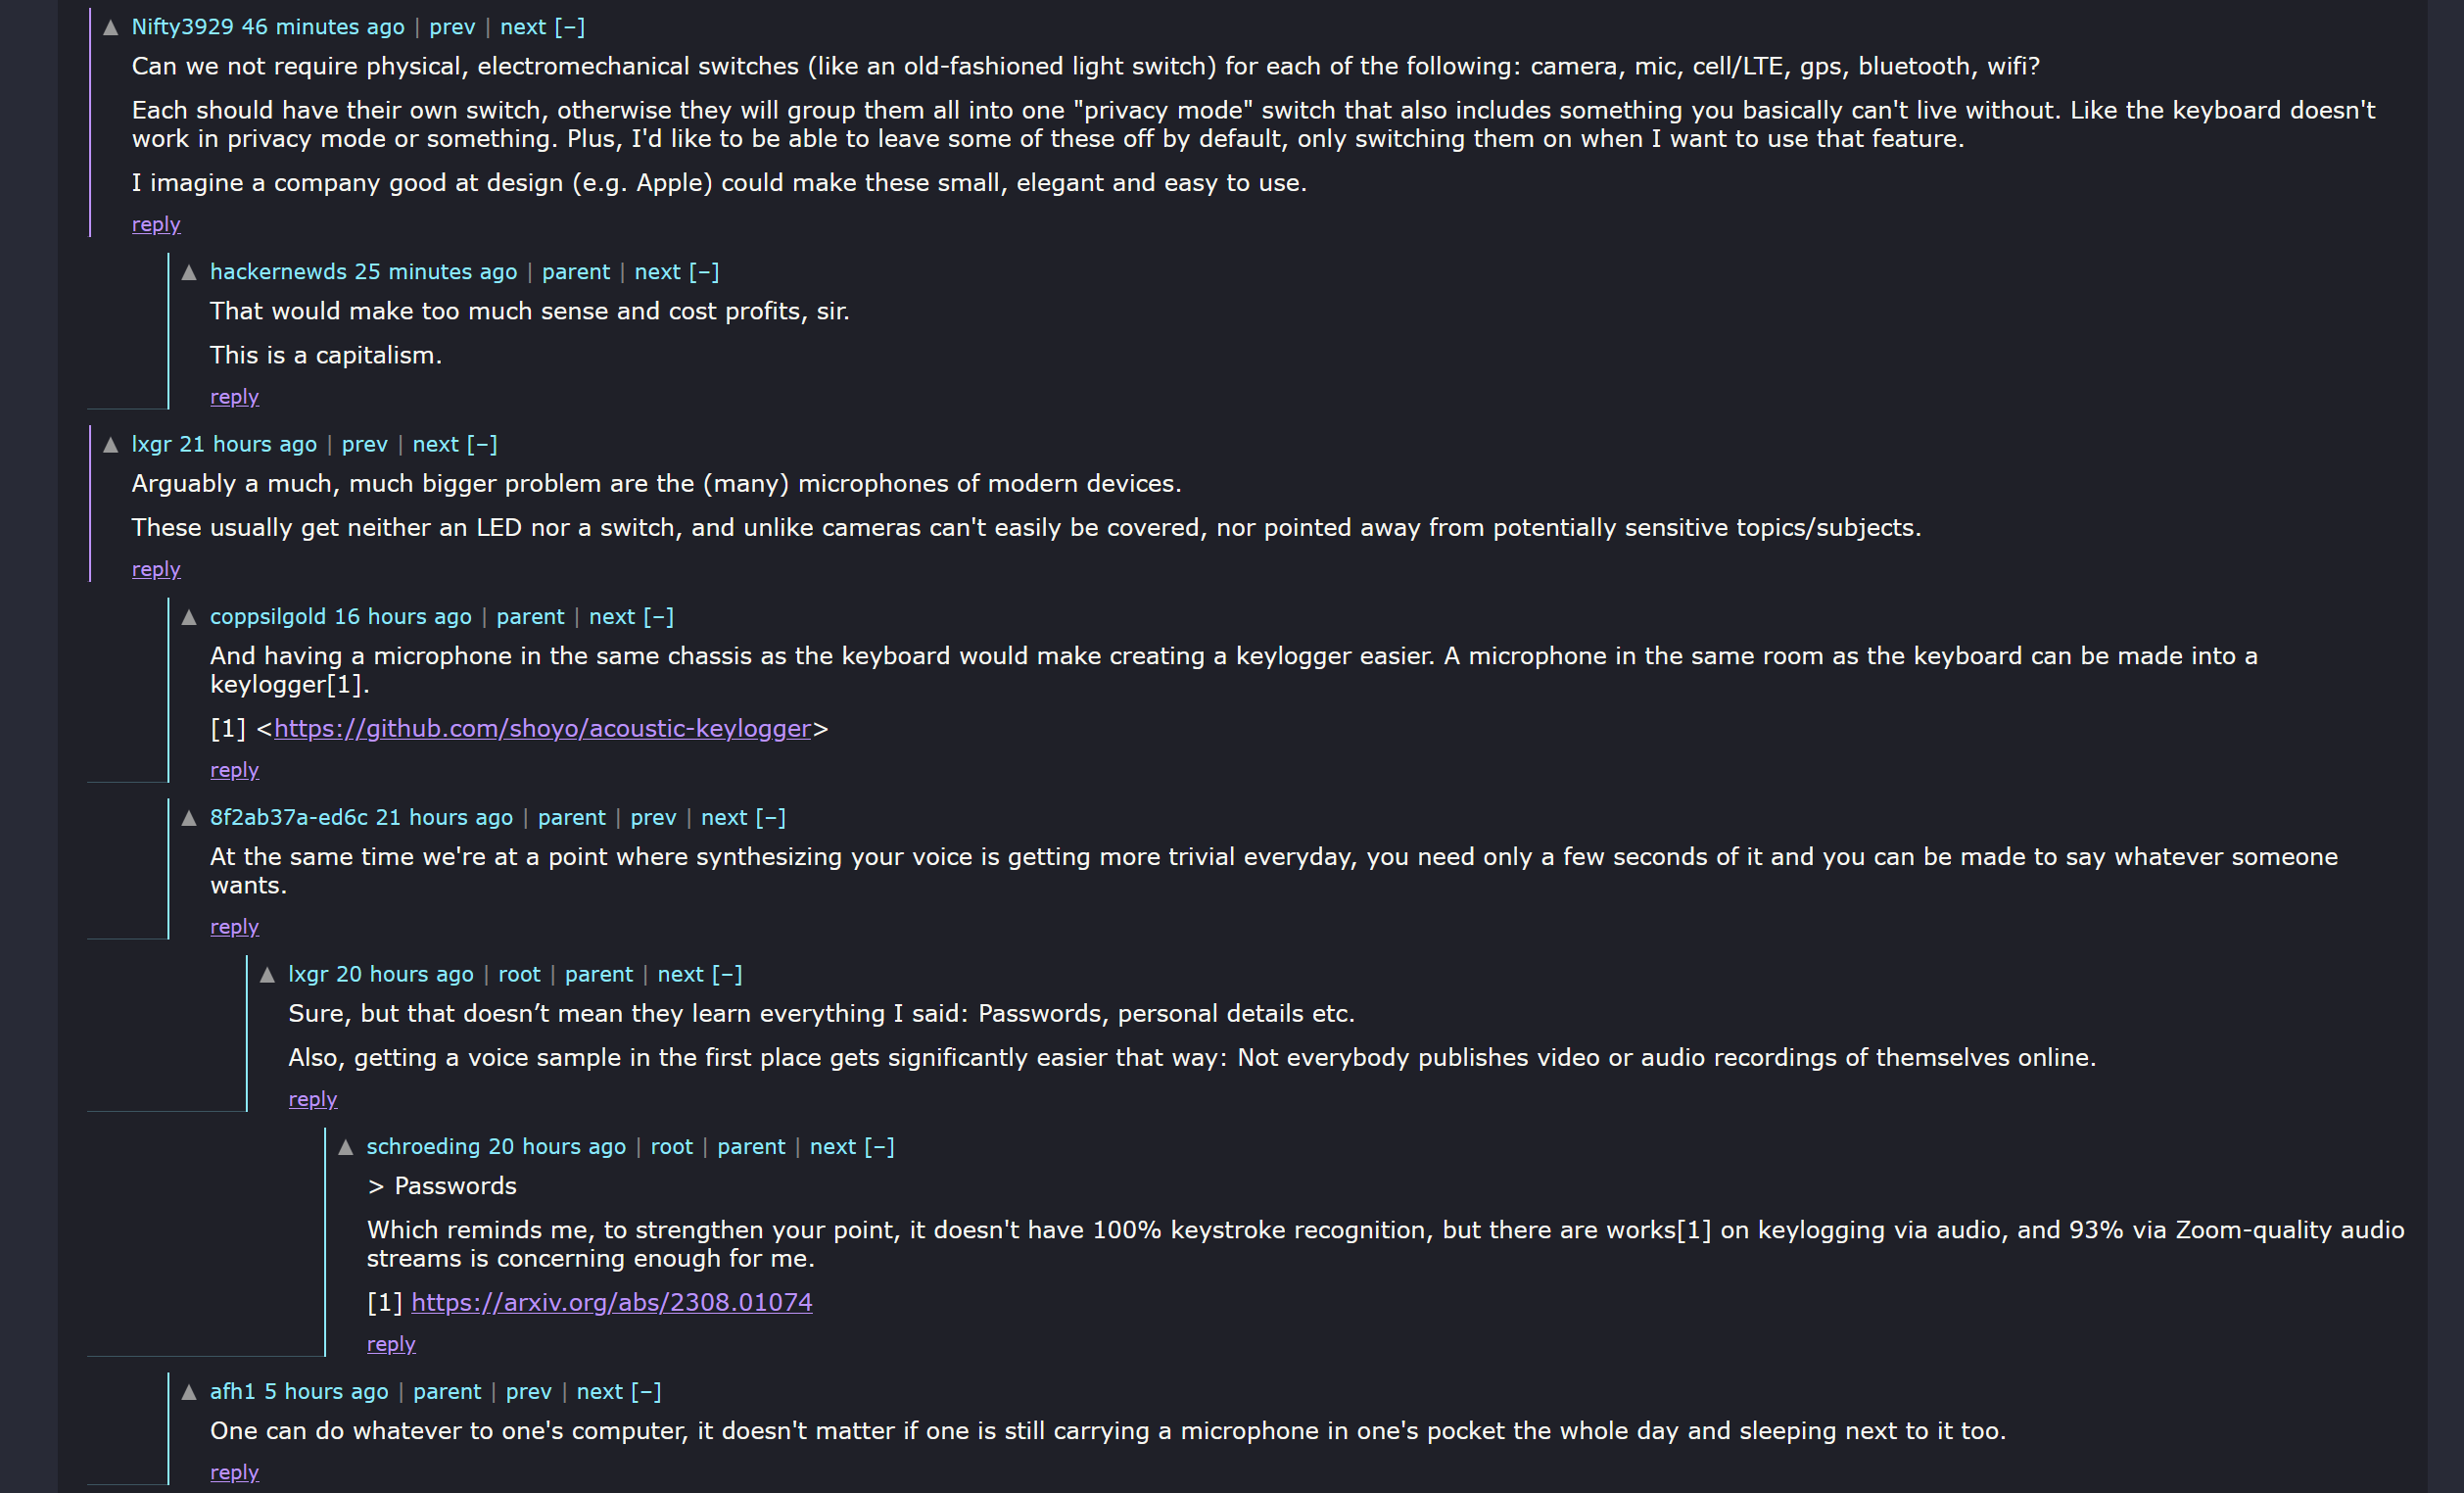 ▲ Nifty3929 46 minutes ago | prev | next [–]
Can we not require physical, electromechanical switches (like an old-fashioned light switch) for each of the following: camera, mic, cell/LTE, gps, bluetooth, wifi?
Each should have their own switch, otherwise they will group them all into one "privacy mode" switch that also includes something you basically can't live without. Like the keyboard doesn't
work in privacy mode or something. Plus, I'd like to be able to leave some of these off by default, only switching them on when I want to use that feature.
I imagine a company good at design (e.g. Apple) could make these small, elegant and easy to use.
reply
▲ hackernewds 25 minutes ago | parent | next [–]
That would make too much sense and cost profits, sir.
This is a capitalism.
reply
▲ lxgr 21 hours ago | prev | next [–]
Arguably a much, much bigger problem are the (many) microphones of modern devices.
These usually get neither an LED nor a switch, and unlike cameras can't easily be covered, nor pointed away from potentially sensitive topics/subjects.
reply
▲ coppsilgold 16 hours ago | parent | next [–]
And having a microphone in the same chassis as the keyboard would make creating a keylogger easier. A microphone in the same room as the keyboard can be made into a
keylogger[1].
[1] <https://github.com/shoyo/acoustic-keylogger>
reply
▲ 8f2ab37a-ed6c 21 hours ago | parent | prev | next [–]
At the same time we're at a point where synthesizing your voice is getting more trivial everyday, you need only a few seconds of it and you can be made to say whatever someone
wants.
reply
▲ lxgr 20 hours ago | root | parent | next [–]
Sure, but that doesn’t mean they learn everything I said: Passwords, personal details etc.
Also, getting a voice sample in the first place gets significantly easier that way: Not everybody publishes video or audio recordings of themselves online.
reply
▲ schroeding 20 hours ago | root | parent | next [–]
> Passwords
Which reminds me, to strengthen your point, it doesn't have 100% keystroke recognition, but there are works[1] on keylogging via audio, and 93% via Zoom-quality audio
streams is concerning enough for me.
[1] https://arxiv.org/abs/2308.01074
reply
▲ afh1 5 hours ago | parent | prev | next [–]
One can do whatever to one's computer, it doesn't matter if one is still carrying a microphone in one's pocket the whole day and sleeping next to it too.
reply